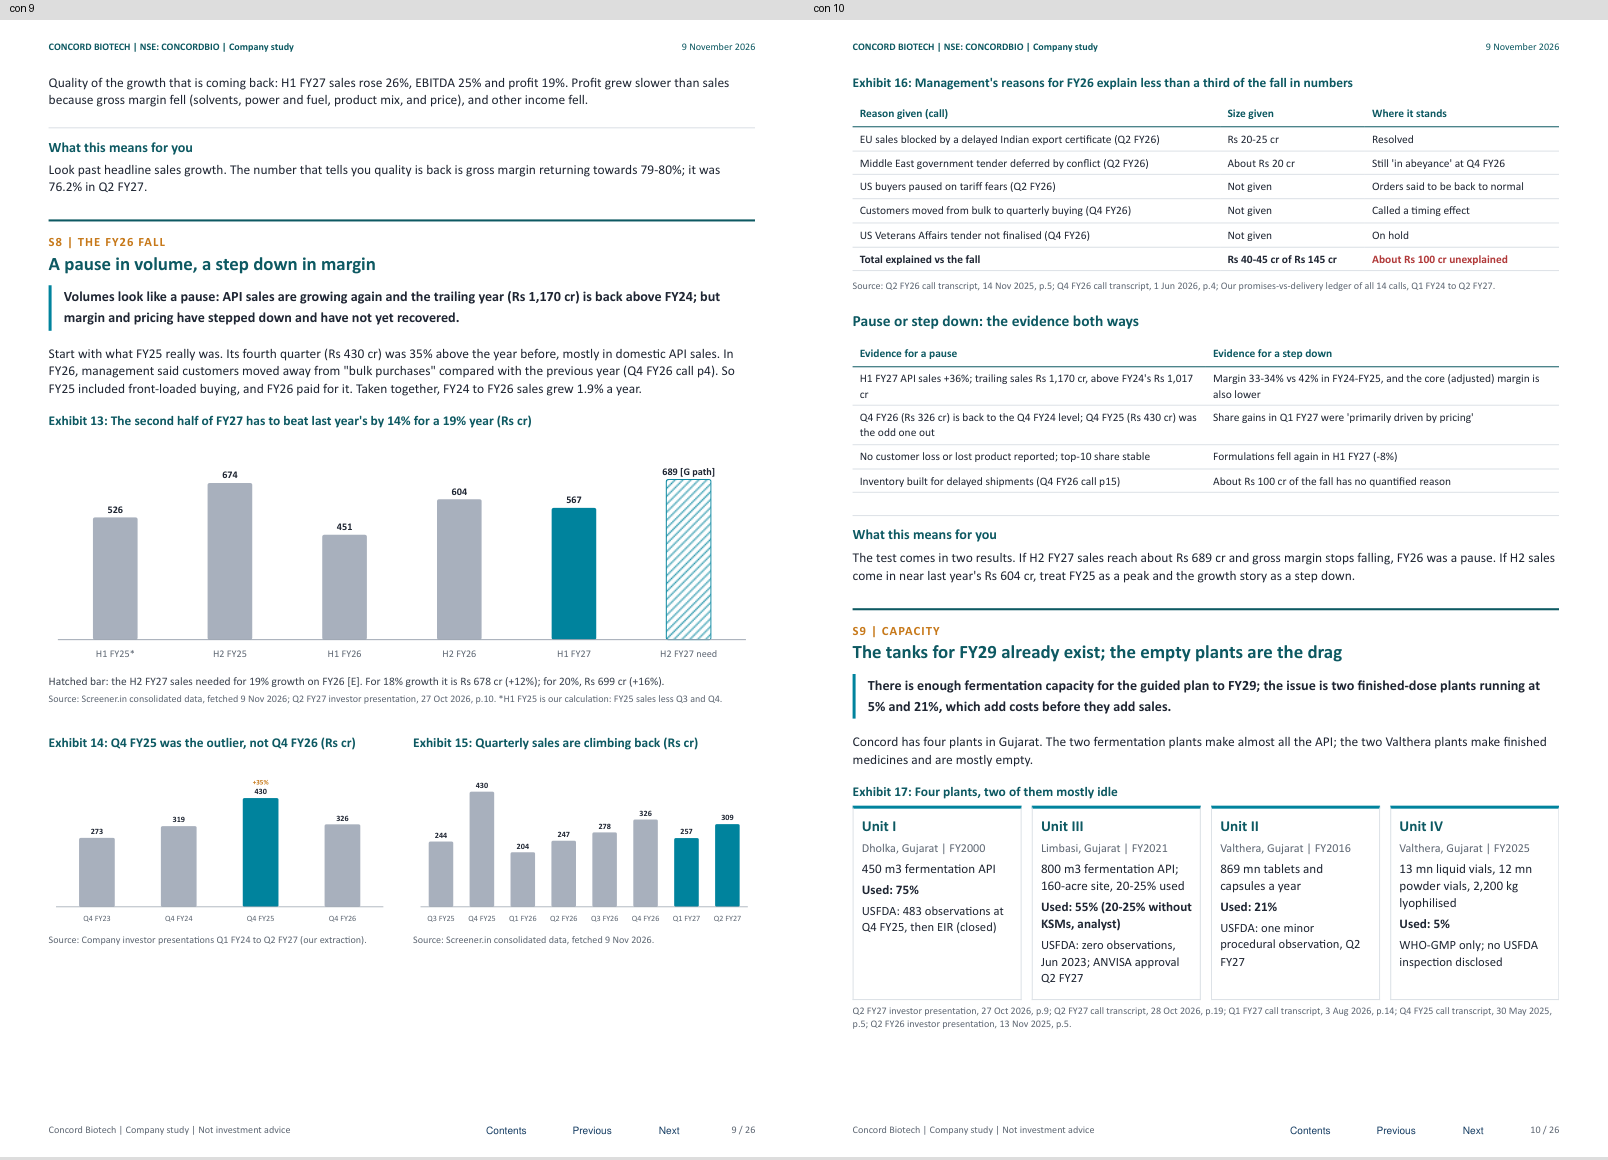 con 9
CONCORD BIOTECH | NSE: CONCORDBIO | Company study
9 November 2026
Quality of the growth that is coming back: H1 FY27 sales rose 26%, EBITDA 25% and profit 19%. Profit grew slower than sales
because gross margin fell (solvents, power and fuel, product mix, and price), and other income fell.
What this means for you
Look past headline sales growth. The number that tells you quality is back is gross margin returning towards 79-80%; it was
76.2% in Q2 FY27.
S8 | THE FY26 FALL
A pause in volume, a step down in margin
Volumes look like a pause: API sales are growing again and the trailing year (Rs 1,170 cr) is back above FY24; but
margin and pricing have stepped down and have not yet recovered.
Start with what FY25 really was. Its fourth quarter (Rs 430 cr) was 35% above the year before, mostly in domestic API sales. In
FY26, management said customers moved away from "bulk purchases" compared with the previous year (Q4 FY26 call p4). So
FY25 included front-loaded buying, and FY26 paid for it. Taken together, FY24 to FY26 sales grew 1.9% a year.
Exhibit 13: The second half of FY27 has to beat last year's by 14% for a 19% year (Rs cr)
526
674
451
604
567
689 [G path]
H1 FY25*
H2 FY25
H1 FY26
H2 FY26
H1 FY27
H2 FY27 need
Hatched bar: the H2 FY27 sales needed for 19% growth on FY26 [E]. For 18% growth it is Rs 678 cr (+12%); for 20%, Rs 699 cr (+16%).
Source: Screener.in consolidated data, fetched 9 Nov 2026; Q2 FY27 investor presentation, 27 Oct 2026, p.10. *H1 FY25 is our calculation: FY25 sales less Q3 and Q4.
Exhibit 14: Q4 FY25 was the outlier, not Q4 FY26 (Rs cr)
273
319
+35%
430
326
Q4 FY23
Q4 FY24
Q4 FY25
Q4 FY26
Source: Company investor presentations Q1 FY24 to Q2 FY27 (our extraction).
Exhibit 15: Quarterly sales are climbing back (Rs cr)
244
430
204
247
278
326
257
309
Q3 FY25
Q4 FY25
Q1 FY26
Q2 FY26
Q3 FY26
Q4 FY26
Q1 FY27
Q2 FY27
Source: Screener.in consolidated data, fetched 9 Nov 2026.
Concord Biotech | Company study | Not investment advice
Contents
Previous
Next
9 / 26
con 10
CONCORD BIOTECH | NSE: CONCORDBIO | Company study
9 November 2026
Exhibit 16: Management's reasons for FY26 explain less than a third of the fall in numbers
Reason given (call)
Size given
Where it stands
EU sales blocked by a delayed Indian export certificate (Q2 FY26)
Rs 20-25 cr
Resolved
Middle East government tender deferred by conflict (Q2 FY26)
About Rs 20 cr
Still 'in abeyance' at Q4 FY26
US buyers paused on tariff fears (Q2 FY26)
Not given
Orders said to be back to normal
Customers moved from bulk to quarterly buying (Q4 FY26)
Not given
Called a timing effect
US Veterans Affairs tender not finalised (Q4 FY26)
Not given
On hold
Total explained vs the fall
Rs 40-45 cr of Rs 145 cr
About Rs 100 cr unexplained
Source: Q2 FY26 call transcript, 14 Nov 2025, p.5; Q4 FY26 call transcript, 1 Jun 2026, p.4; Our promises-vs-delivery ledger of all 14 calls, Q1 FY24 to Q2 FY27.
Pause or step down: the evidence both ways
Evidence for a pause
Evidence for a step down
H1 FY27 API sales +36%; trailing sales Rs 1,170 cr, above FY24's Rs 1,017
cr
Margin 33-34% vs 42% in FY24-FY25, and the core (adjusted) margin is
also lower
Q4 FY26 (Rs 326 cr) is back to the Q4 FY24 level; Q4 FY25 (Rs 430 cr) was
the odd one out
Share gains in Q1 FY27 were 'primarily driven by pricing'
No customer loss or lost product reported; top-10 share stable
Formulations fell again in H1 FY27 (-8%)
Inventory built for delayed shipments (Q4 FY26 call p15)
About Rs 100 cr of the fall has no quantified reason
What this means for you
The test comes in two results. If H2 FY27 sales reach about Rs 689 cr and gross margin stops falling, FY26 was a pause. If H2 sales
come in near last year's Rs 604 cr, treat FY25 as a peak and the growth story as a step down.
S9 | CAPACITY
The tanks for FY29 already exist; the empty plants are the drag
There is enough fermentation capacity for the guided plan to FY29; the issue is two finished-dose plants running at
5% and 21%, which add costs before they add sales.
Concord has four plants in Gujarat. The two fermentation plants make almost all the API; the two Valthera plants make finished
medicines and are mostly empty.
Exhibit 17: Four plants, two of them mostly idle
Unit I
Dholka, Gujarat | FY2000
450 m3 fermentation API
Used: 75%
USFDA: 483 observations at
Q4 FY25, then EIR (closed)
Unit III
Limbasi, Gujarat | FY2021
800 m3 fermentation API;
160-acre site, 20-25% used
Used: 55% (20-25% without
KSMs, analyst)
USFDA: zero observations,
Jun 2023; ANVISA approval
Q2 FY27
Unit II
Valthera, Gujarat | FY2016
869 mn tablets and
capsules a year
Used: 21%
USFDA: one minor
procedural observation, Q2
FY27
Unit IV
Valthera, Gujarat | FY2025
13 mn liquid vials, 12 mn
powder vials, 2,200 kg
lyophilised
Used: 5%
WHO-GMP only; no USFDA
inspection disclosed
Q2 FY27 investor presentation, 27 Oct 2026, p.9; Q2 FY27 call transcript, 28 Oct 2026, p.19; Q1 FY27 call transcript, 3 Aug 2026, p.14; Q4 FY25 call transcript, 30 May 2025,
p.5; Q2 FY26 investor presentation, 13 Nov 2025, p.5.
Concord Biotech | Company study | Not investment advice
Contents
Previous
Next
10 / 26